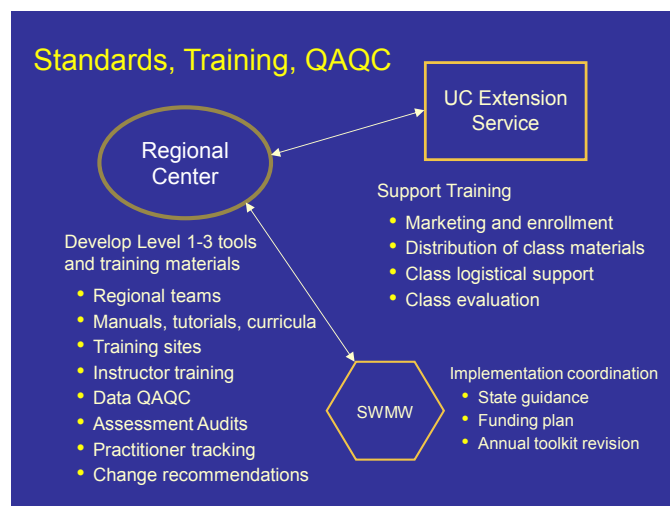 Standards, Training, QAQC
UC Extension
Service
Regional
Center
Support Training
• Marketing and enrollment
• Distribution of class materials
• Class logistical support
• Class evaluation
Develop Level 1-3 tools
and training materials
• Regional teams
• Manuals, tutorials, curricula
• Training sites
• Instructor training
• Data QAQC
• Assessment Audits
• Practitioner tracking
• Change recommendations
SWMW
Implementation coordination
• State guidance
• Funding plan
• Annual toolkit revision